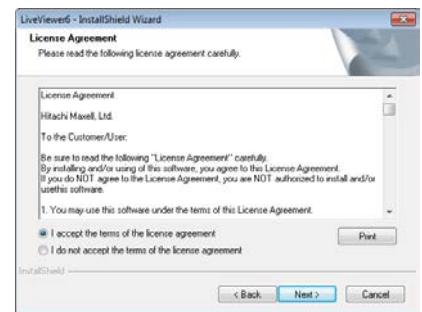 LiveViewer6 - InstallShield Wizard
License Agreement
Please read the following license agreement carefully.
License Agreement
Hitachi Maxell, Ltd.
To the Customer/User:
Be sure to read the following "License Agreement" carefully.
By installing and/or using of this software, you agree to this License Agreement.
If you do NOT agree to the License Agreement, you are NOT authorized to install and/or
usethis software.
1. You may use this software under the terms of this License Agreement.
I accept the terms of the license agreement
Print
I do not accept the terms of the license agreement
InstallShield
< Back
Next >
Cancel